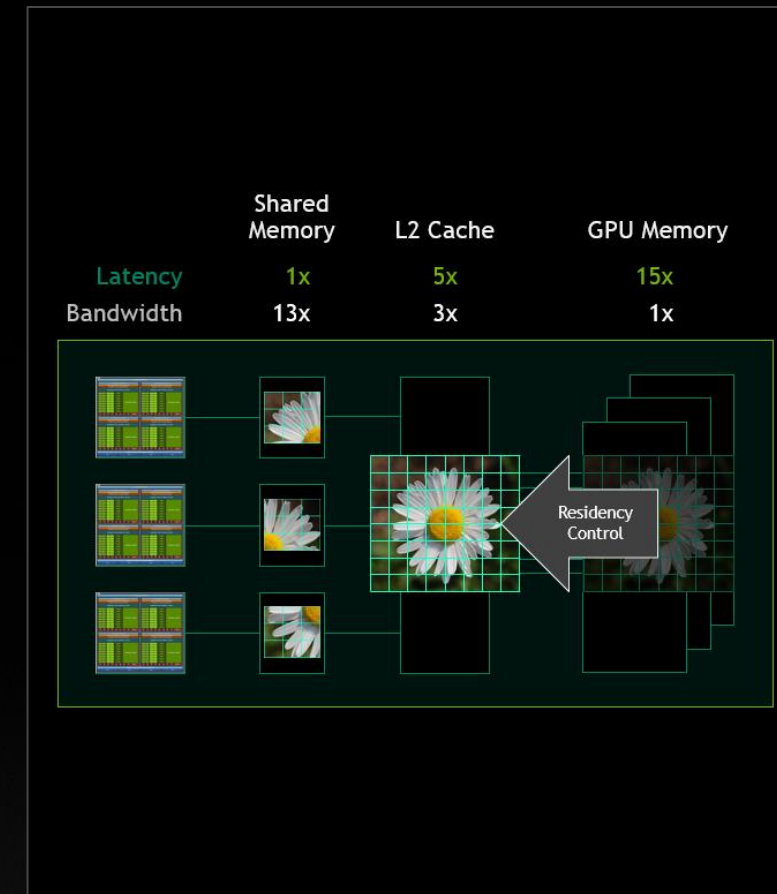 Shared
Memory
L2 Cache
GPU Memory
Latency
1x
5x
15x
Bandwidth
13x
3x
1x
Residency
Control